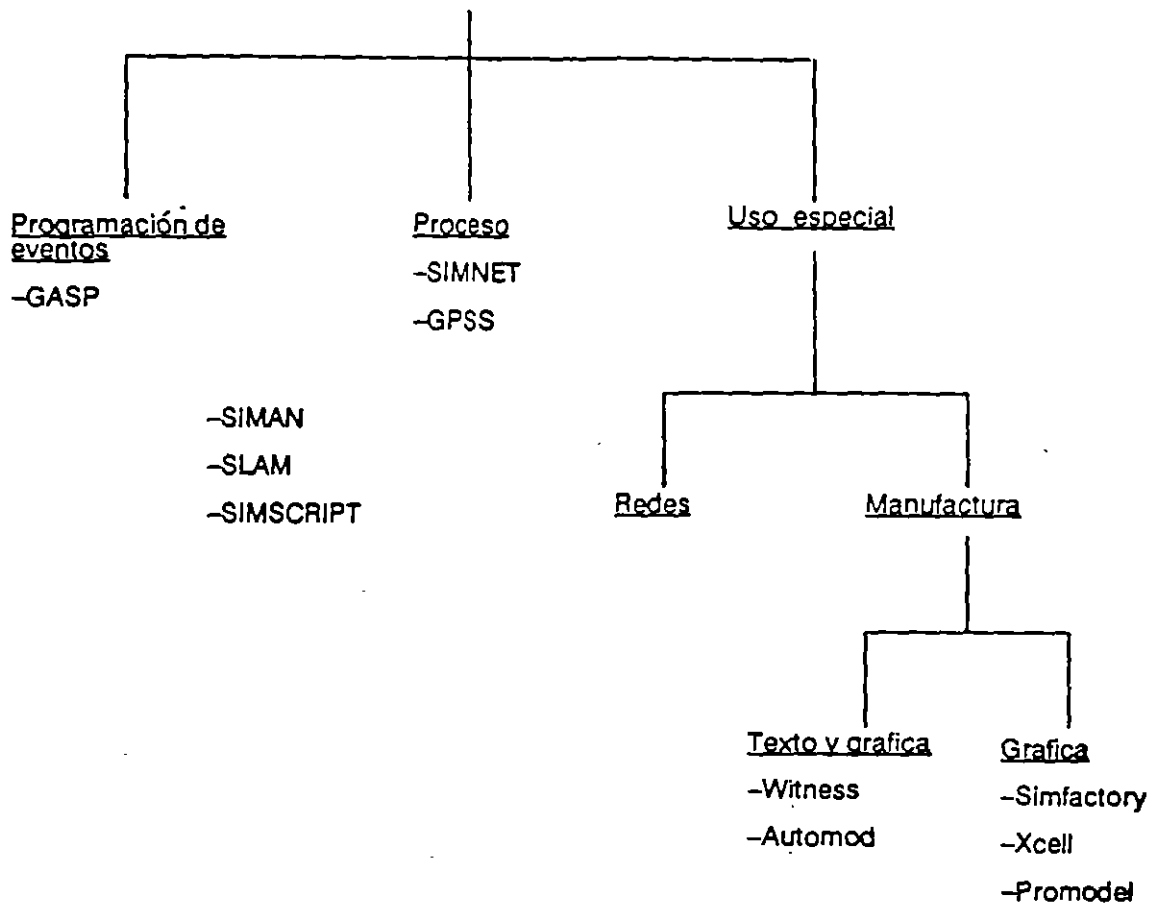 Programación de
eventos
–GASP
Proceso
–SIMNET
–GPSS
Uso especial
–SIMAN
–SLAM
–SIMSCRIPT
Redes
Manufactura
Texto y grafica
–Witness
–Automod
Grafica
–Simfactory
–Xcell
–Promodel